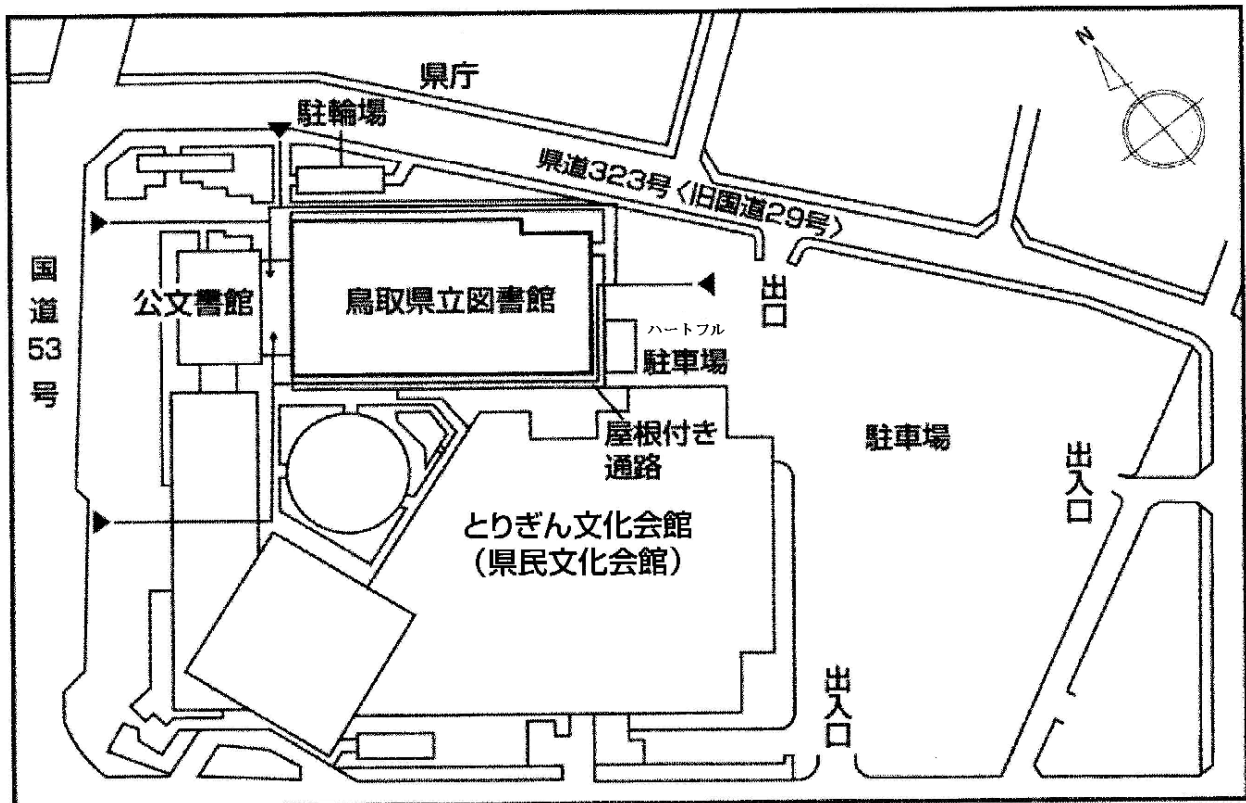 県庁
N
駐輪場
県道323号〈旧国道29号〉
国道53号
公文書館
鳥取県立図書館
出口
ハートフル
駐車場
屋根付き
通路
駐車場
出入口
とりぎん文化会館
(県民文化会館)
出入口